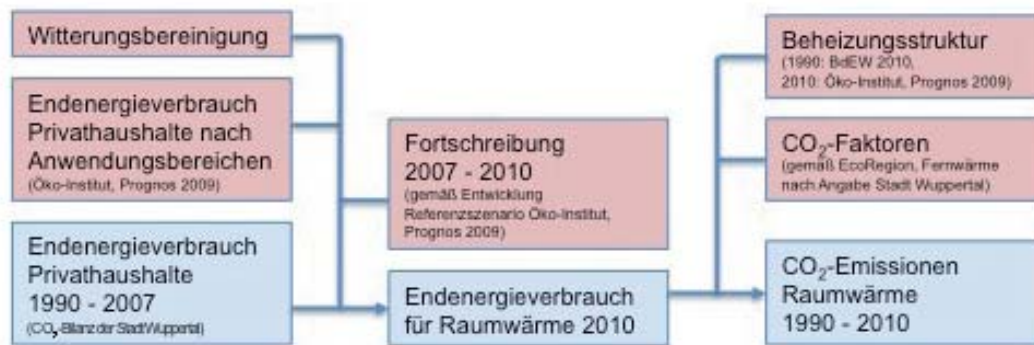 Witterungsbereinigung
Endenergieverbrauch
Privathaushalte nach
Anwendungsbereichen
(Öko-Institut, Prognos 2009)
Endenergieverbrauch
Privathaushalte
1990 - 2007
(CO₂-Bilanz der Stadt Wuppertal)
Fortschreibung
2007 - 2010
(gemäß Entwicklung
Referenzszenario Öko-Institut,
Prognos 2009)
Endenergieverbrauch
für Raumwärme 2010
Beheizungsstruktur
(1990: BdEW 2010,
2010: Öko-Institut, Prognos 2009)
CO₂-Faktoren
(gemäß EcoRegion, Fernwärme
nach Angabe Stadt Wuppertal)
CO₂-Emissionen
Raumwärme
1990 - 2010